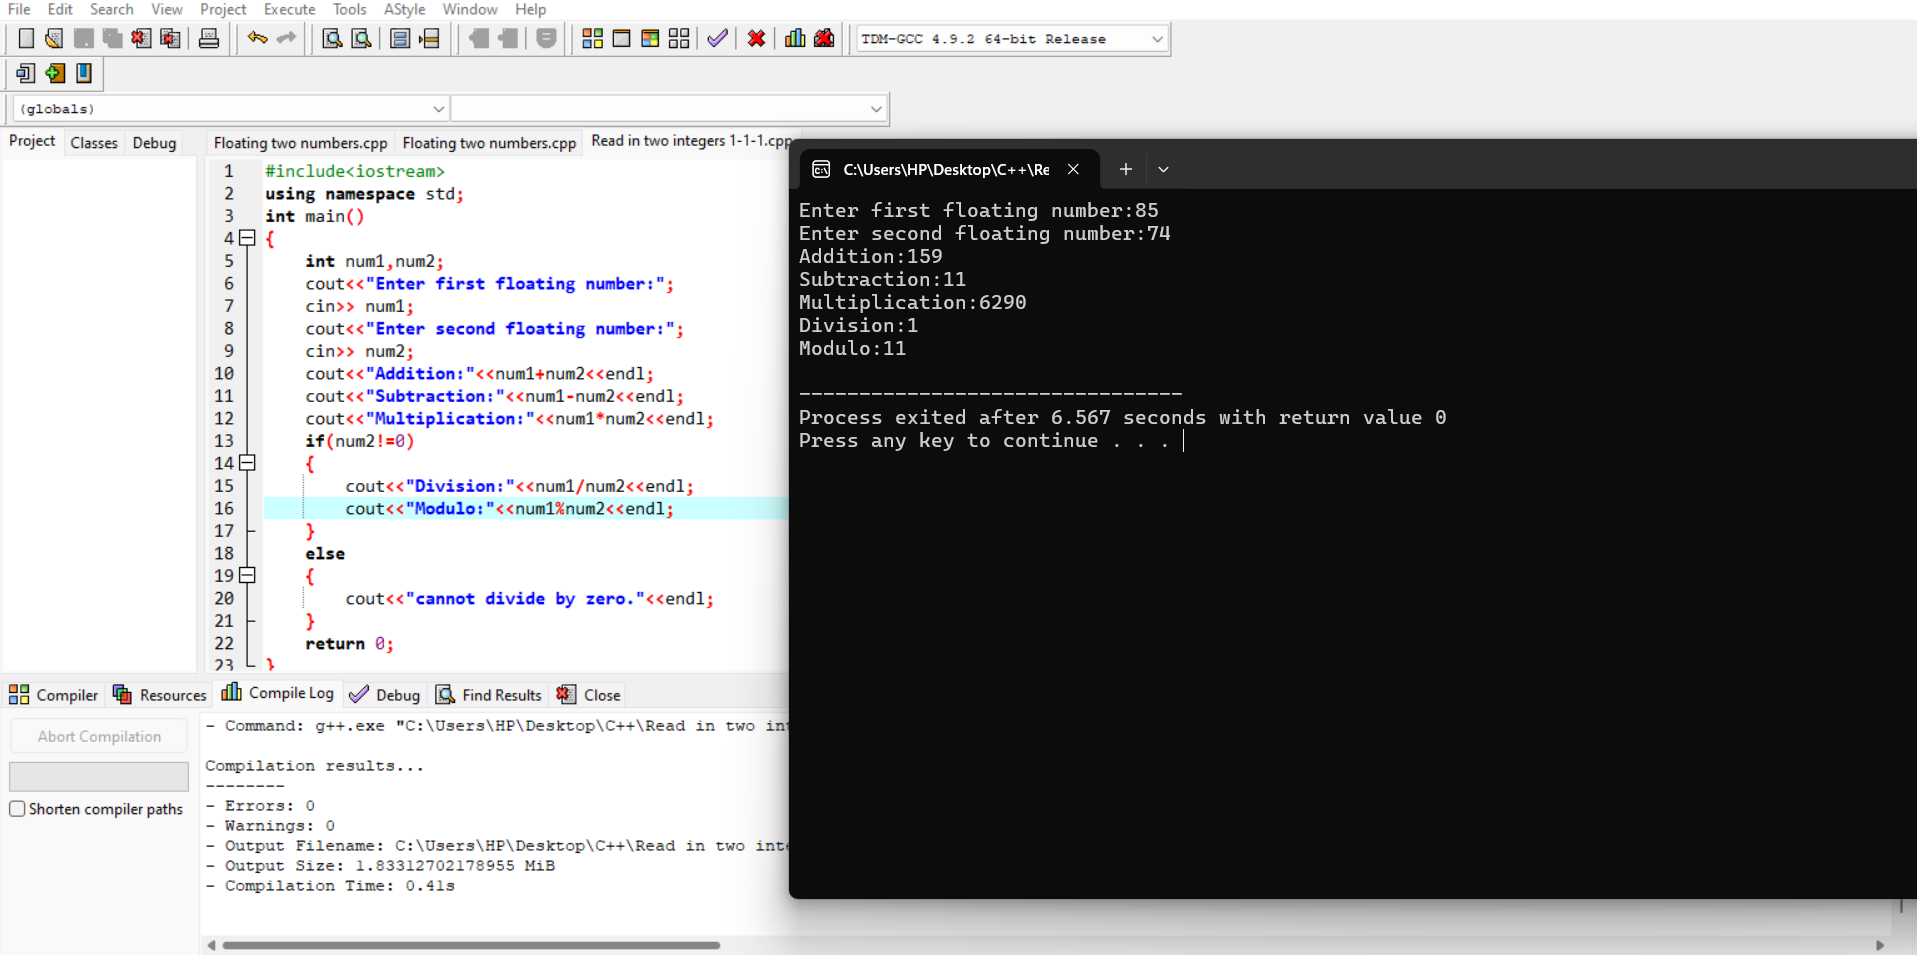 File Edit Search View Project Execute Tools AStyle Window Help
TDM-GCC 4.9.2 64-bit Release
(globals)
Project Classes Debug
Floating two numbers.cpp Floating two numbers.cpp Read in two integers 1-1-1.cpp
1 #include<iostream>
2 using namespace std;
3 int main()
4 {
5 int num1,num2;
6 cout<<"Enter first floating number:";
7 cin>> num1;
8 cout<<"Enter second floating number:";
9 cin>> num2;
10 cout<<"Addition:"<<num1+num2<<endl;
11 cout<<"Subtraction:"<<num1-num2<<endl;
12 cout<<"Multiplication:"<<num1*num2<<endl;
13 if(num2!=0)
14 {
15 cout<<"Division:"<<num1/num2<<endl;
16 cout<<"Modulo:"<<num1%num2<<endl;
17 }
18 else
19 {
20 cout<<"cannot divide by zero."<<endl;
21 }
22 return 0;
23 }
C:\Users\HP\Desktop\C++\Re
Enter first floating number:85
Enter second floating number:74
Addition:159
Subtraction:11
Multiplication:6290
Division:1
Modulo:11
--------------------------------
Process exited after 6.567 seconds with return value 0
Press any key to continue . . .
Compiler Resources Compile Log Debug Find Results Close
Abort Compilation
Shorten compiler paths
- Command: g++.exe "C:\Users\HP\Desktop\C++\Read in two int
Compilation results...
--------
- Errors: 0
- Warnings: 0
- Output Filename: C:\Users\HP\Desktop\C++\Read in two inte
- Output Size: 1.83312702178955 MiB
- Compilation Time: 0.41s